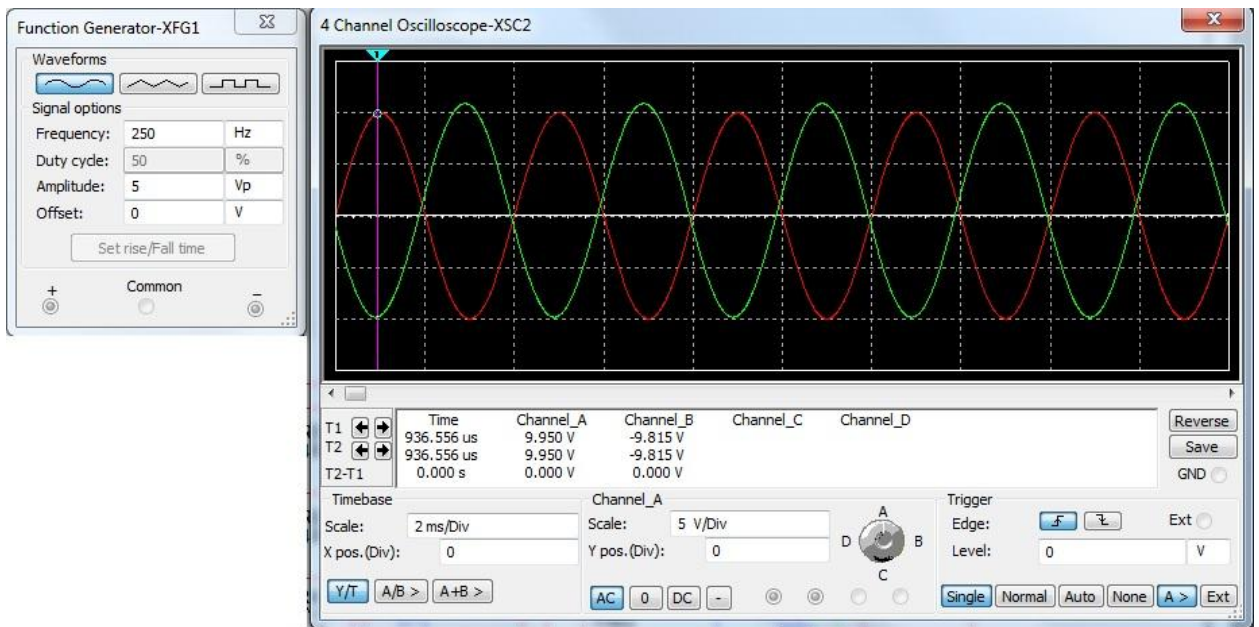 Function Generator-XFG1
Waveforms
Signal options
Frequency: 250 Hz
Duty cycle: 50 %
Amplitude: 5 Vp
Offset: 0 V
Set rise/Fall time
+ Common −
4 Channel Oscilloscope-XSC2
1
Time Channel_A Channel_B Channel_C Channel_D
T1 936.556 us 9.950 V -9.815 V
T2 936.556 us 9.950 V -9.815 V
T2-T1 0.000 s 0.000 V 0.000 V
Reverse
Save
GND
Timebase
Scale: 2 ms/Div
X pos.(Div): 0
Y/T A/B > A+B >
Channel_A
Scale: 5 V/Div
Y pos.(Div): 0
AC 0 DC -
A
D B
C
Trigger
Edge: Ext
Level: 0 V
Single Normal Auto None A > Ext